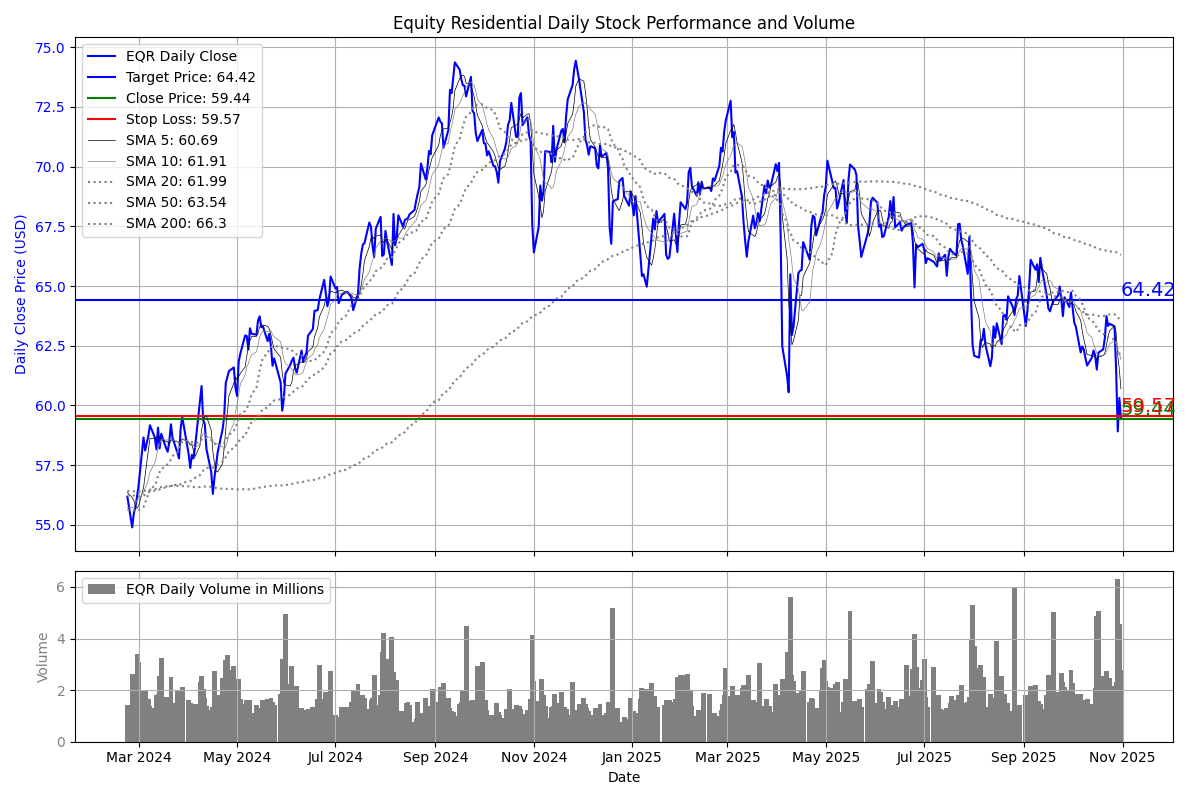 Equity Residential Daily Stock Performance and Volume
75.0
72.5
70.0
67.5
65.0
62.5
60.0
57.5
55.0
Daily Close Price (USD)
EQR Daily Close
Target Price: 64.42
Close Price: 59.44
Stop Loss: 59.57
SMA 5: 60.69
SMA 10: 61.91
SMA 20: 61.99
SMA 50: 63.54
SMA 200: 66.3
64.42
59.57
59.44
6
4
2
0
Volume
EQR Daily Volume in Millions
Mar 2024 May 2024 Jul 2024 Sep 2024 Nov 2024 Jan 2025 Mar 2025 May 2025 Jul 2025 Sep 2025 Nov 2025
Date